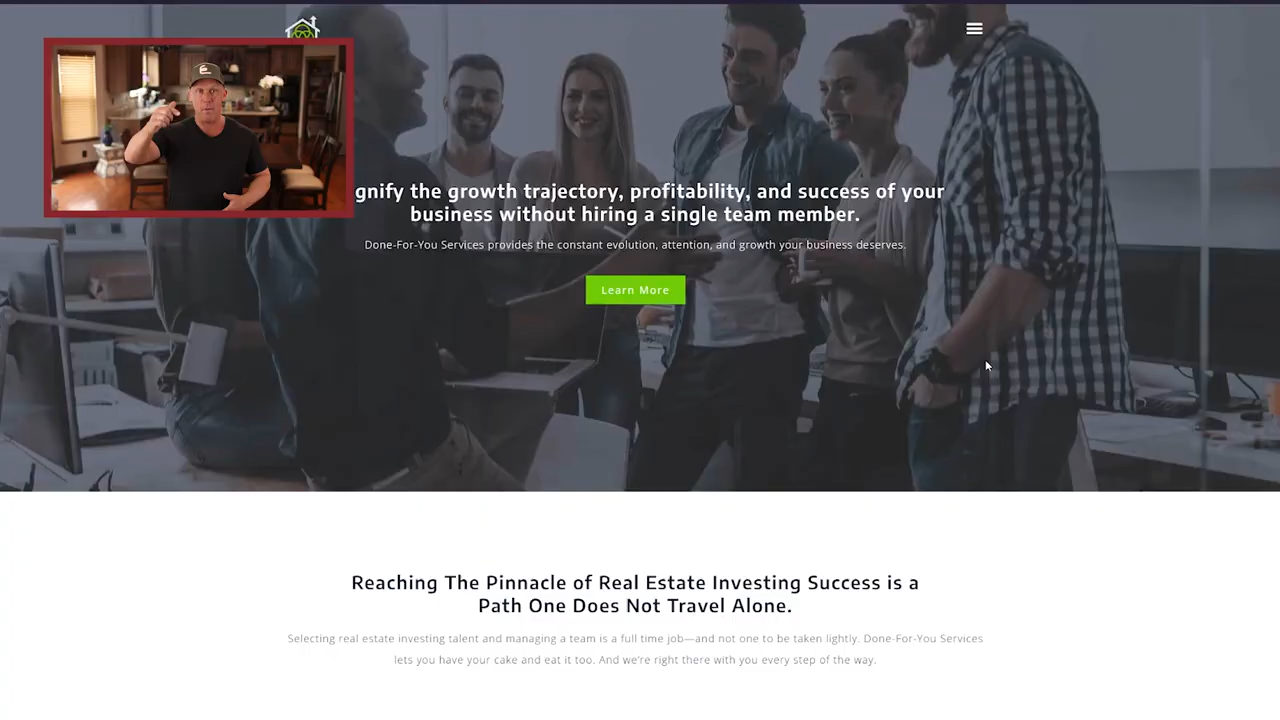 gnify the growth trajectory, profitability, and success of your
business without hiring a single team member.
Done-For-You Services provides the constant evolution, attention, and growth your business deserves.
Learn More
Reaching The Pinnacle of Real Estate Investing Success is a
Path One Does Not Travel Alone.
Selecting real estate investing talent and managing a team is a full time job—and not one to be taken lightly. Done-For-You Services
lets you have your cake and eat it too. And we’re right there with you every step of the way.